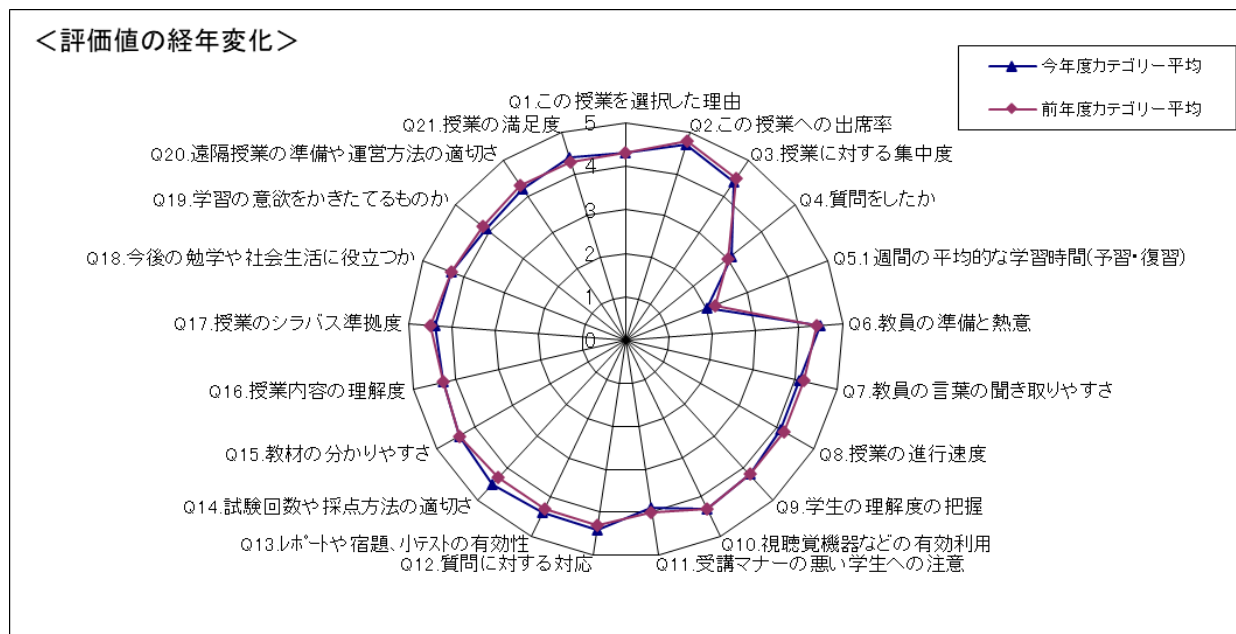 ＜評価値の経年変化＞
今年度カテゴリー平均
前年度カテゴリー平均
Q1.この授業を選択した理由
Q2.この授業への出席率
Q3.授業に対する集中度
Q4.質問をしたか
Q5.1週間の平均的な学習時間(予習・復習)
Q6.教員の準備と熱意
Q7.教員の言葉の聞き取りやすさ
Q8.授業の進行速度
Q9.学生の理解度の把握
Q10.視聴覚機器などの有効利用
Q11.受講マナーの悪い学生への注意
Q12.質問に対する対応
Q13.ﾚﾎﾟｰﾄや宿題、小ﾃｽﾄの有効性
Q14.試験回数や採点方法の適切さ
Q15.教材の分かりやすさ
Q16.授業内容の理解度
Q17.授業のシラバス準拠度
Q18.今後の勉学や社会生活に役立つか
Q19.学習の意欲をかきたてるものか
Q20.遠隔授業の準備や運営方法の適切さ
Q21.授業の満足度
5
4
3
2
1
0